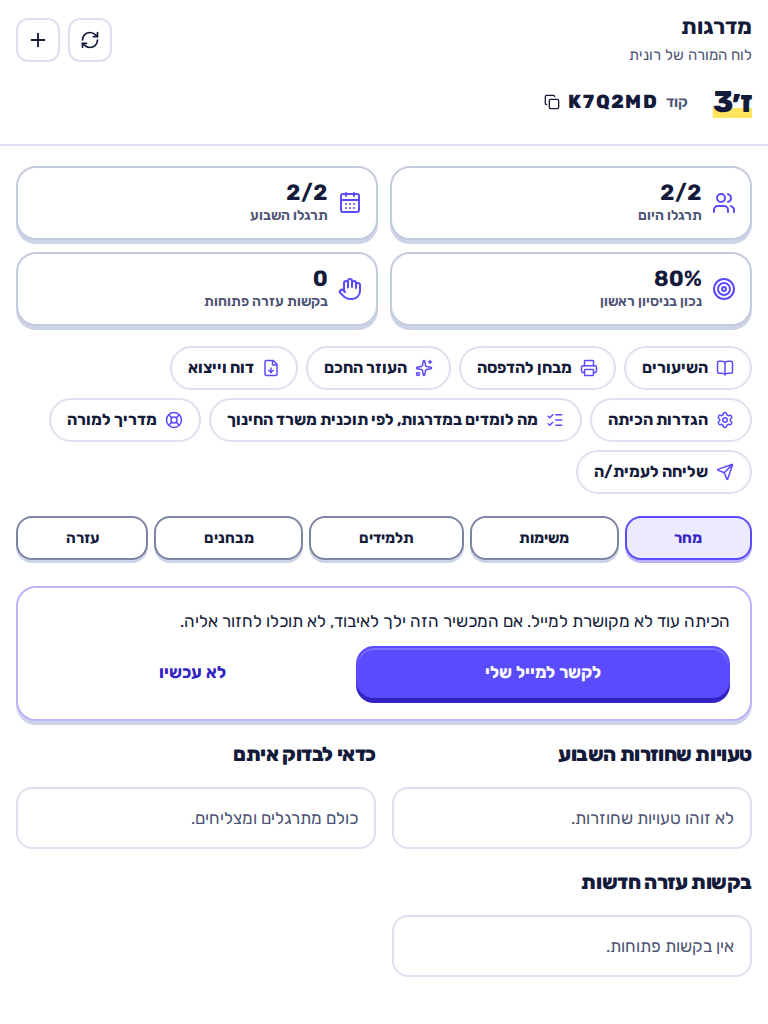 מדרגות
לוח המורה של רונית
ז׳3 קוד K7Q2MD
2/2
תרגלו היום
2/2
תרגלו השבוע
80%
נכון בניסיון ראשון
0
בקשות עזרה פתוחות
השיעורים
מבחן להדפסה
העוזר החכם
דוח וייצוא
הגדרות הכיתה
מה לומדים במדרגות, לפי תוכנית משרד החינוך
מדריך למורה
שליחה לעמית/ה
מחר
משימות
תלמידים
מבחנים
עזרה
הכיתה עוד לא מקושרת למייל. אם המכשיר הזה ילך לאיבוד, לא תוכלו לחזור אליה.
לקשר למייל שלי
לא עכשיו
טעויות שחוזרות השבוע
לא זוהו טעויות שחוזרות.
כדאי לבדוק איתם
כולם מתרגלים ומצליחים.
בקשות עזרה חדשות
אין בקשות פתוחות.